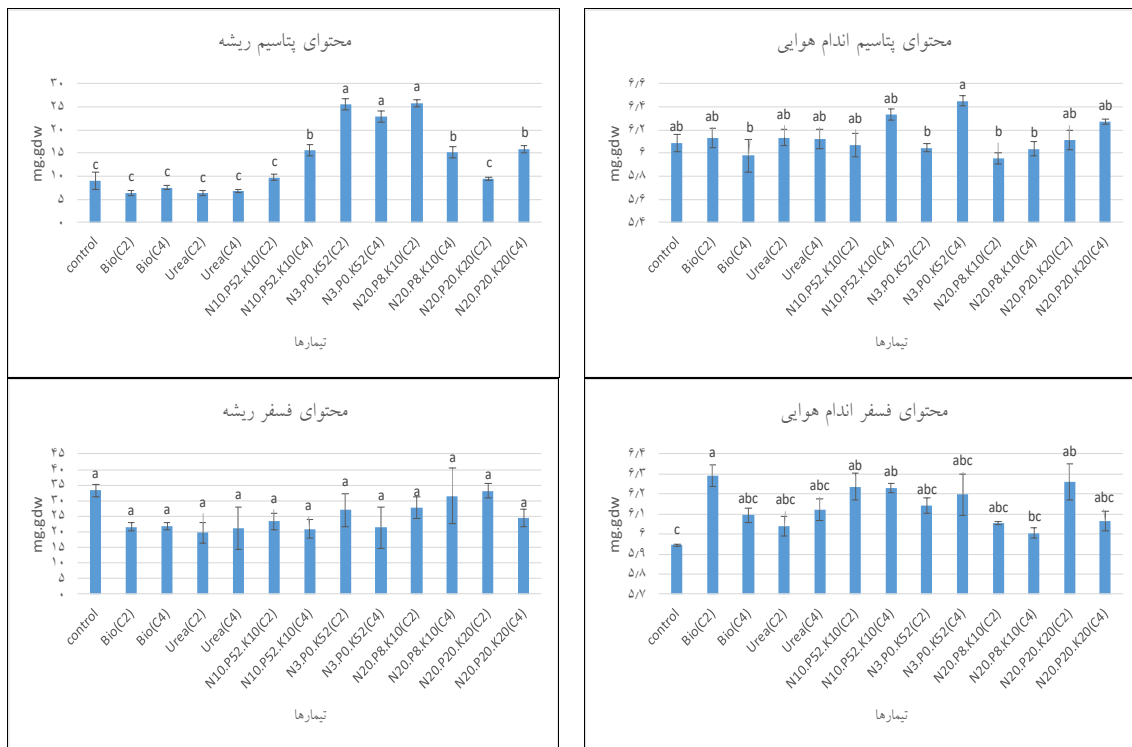 محتوای پتاسیم ریشه
mg.gdw
۳۰
۲۵
۲۰
۱۵
۱۰
۵
۰
c c c c c c b a a a b c b
control
Bio(C2)
Bio(C4)
Urea(C2)
Urea(C4)
N10.P52.K10(C2)
N10.P52.K10(C4)
N3.P0.K52(C2)
N3.P0.K52(C4)
N20.P8.K10(C2)
N20.P8.K10(C4)
N20.P20.K20(C2)
N20.P20.K20(C4)
تیمارها
محتوای پتاسیم اندام هوایی
mg.gdw
۶٫۶
۶٫۴
۶٫۲
۶
۵٫۸
۵٫۶
۵٫۴
ab ab b ab ab ab ab b a b b ab ab
control
Bio(C2)
Bio(C4)
Urea(C2)
Urea(C4)
N10.P52.K10(C2)
N10.P52.K10(C4)
N3.P0.K52(C2)
N3.P0.K52(C4)
N20.P8.K10(C2)
N20.P8.K10(C4)
N20.P20.K20(C2)
N20.P20.K20(C4)
تیمارها
محتوای فسفر ریشه
mg.gdw
۴۵
۴۰
۳۵
۳۰
۲۵
۲۰
۱۵
۱۰
۵
۰
a a a a a a a a a a a a a
control
Bio(C2)
Bio(C4)
Urea(C2)
Urea(C4)
N10.P52.K10(C2)
N10.P52.K10(C4)
N3.P0.K52(C2)
N3.P0.K52(C4)
N20.P8.K10(C2)
N20.P8.K10(C4)
N20.P20.K20(C2)
N20.P20.K20(C4)
تیمارها
محتوای فسفر اندام هوایی
mg.gdw
۶٫۴
۶٫۳
۶٫۲
۶٫۱
۶
۵٫۹
۵٫۸
۵٫۷
c a abc abc abc ab ab abc abc abc bc ab abc
control
Bio(C2)
Bio(C4)
Urea(C2)
Urea(C4)
N10.P52.K10(C2)
N10.P52.K10(C4)
N3.P0.K52(C2)
N3.P0.K52(C4)
N20.P8.K10(C2)
N20.P8.K10(C4)
N20.P20.K20(C2)
N20.P20.K20(C4)
تیمارها